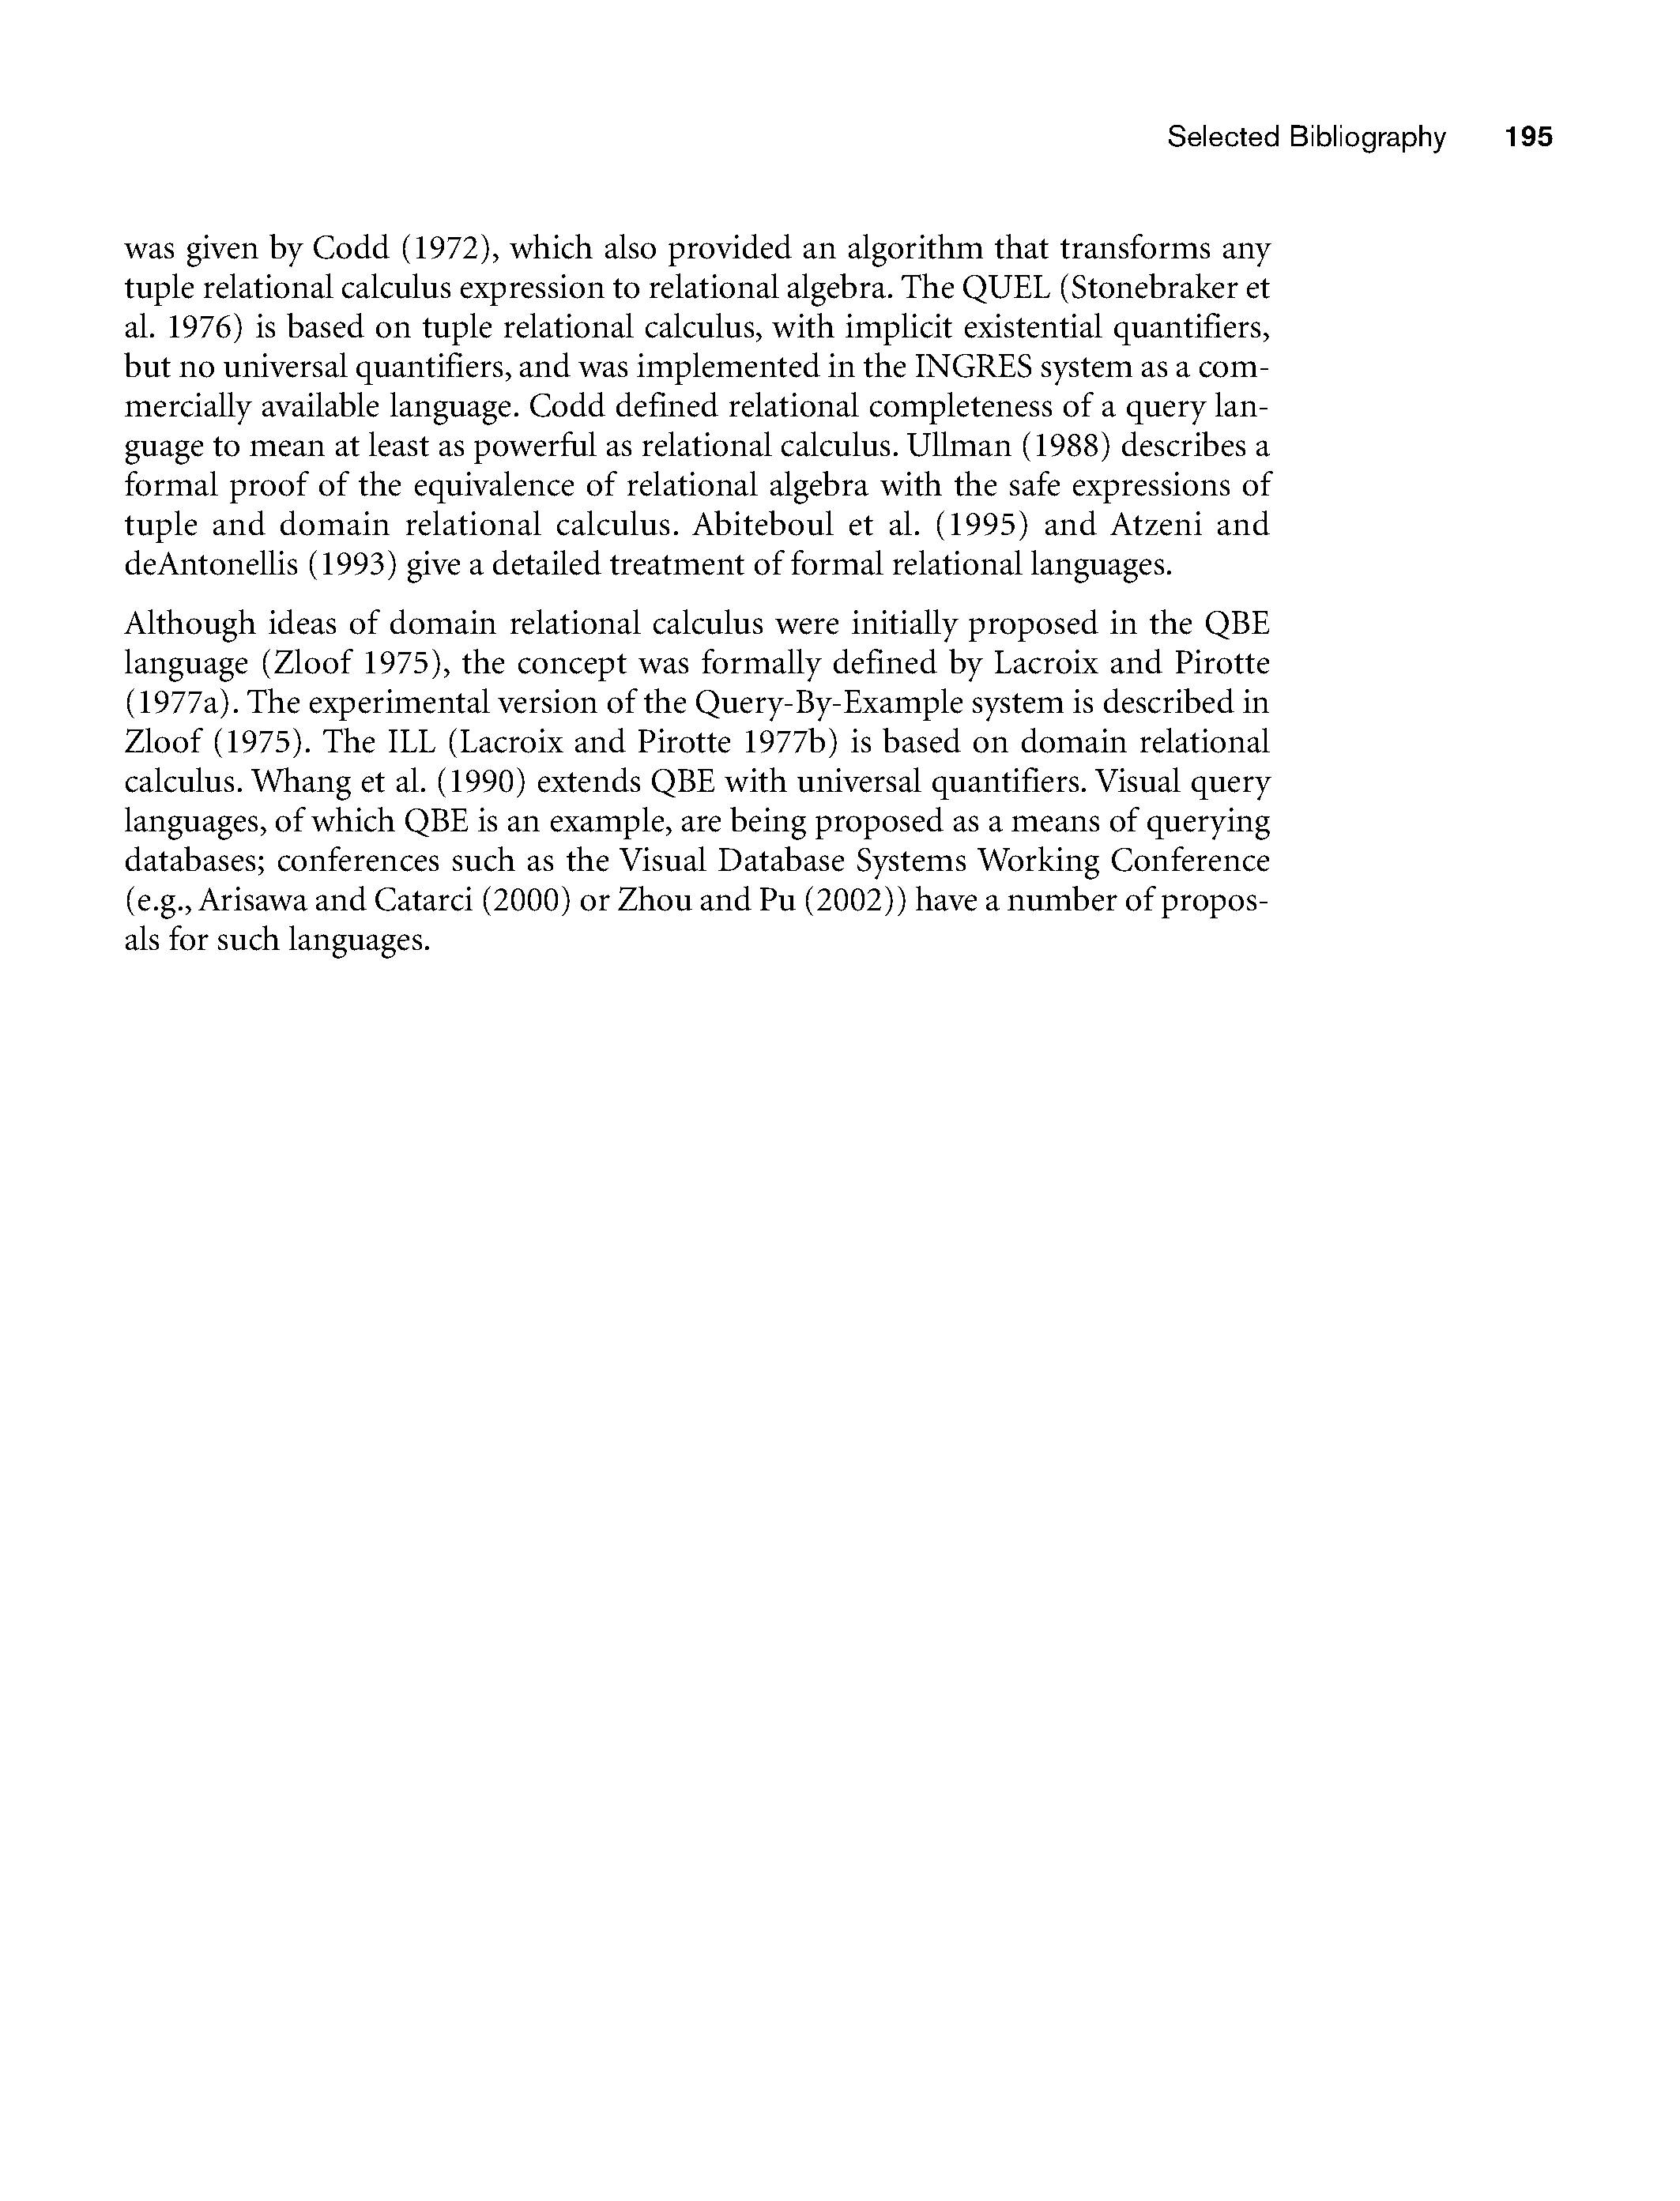 Selected Bibliography 195
was given by Codd (1972), which also provided an algorithm that transforms any
tuple relational calculus expression to relational algebra. The QUEL (Stonebraker et
al. 1976) is based on tuple relational calculus, with implicit existential quantifiers,
but no universal quantifiers, and was implemented in the INGRES system as a com-
mercially available language. Codd defined relational completeness of a query lan-
guage to mean at least as powerful as relational calculus. Ullman (1988) describes a
formal proof of the equivalence of relational algebra with the safe expressions of
tuple and domain relational calculus. Abiteboul et al. (1995) and Atzeni and
deAntonellis (1993) give a detailed treatment of formal relational languages.
Although ideas of domain relational calculus were initially proposed in the QBE
language (Zloof 1975), the concept was formally defined by Lacroix and Pirotte
(1977a). The experimental version of the Query-By-Example system is described in
Zloof (1975). The ILL (Lacroix and Pirotte 1977b) is based on domain relational
calculus. Whang et al. (1990) extends QBE with universal quantifiers. Visual query
languages, of which QBE is an example, are being proposed as a means of querying
databases; conferences such as the Visual Database Systems Working Conference
(e.g., Arisawa and Catarci (2000) or Zhou and Pu (2002)) have a number of propos-
als for such languages.